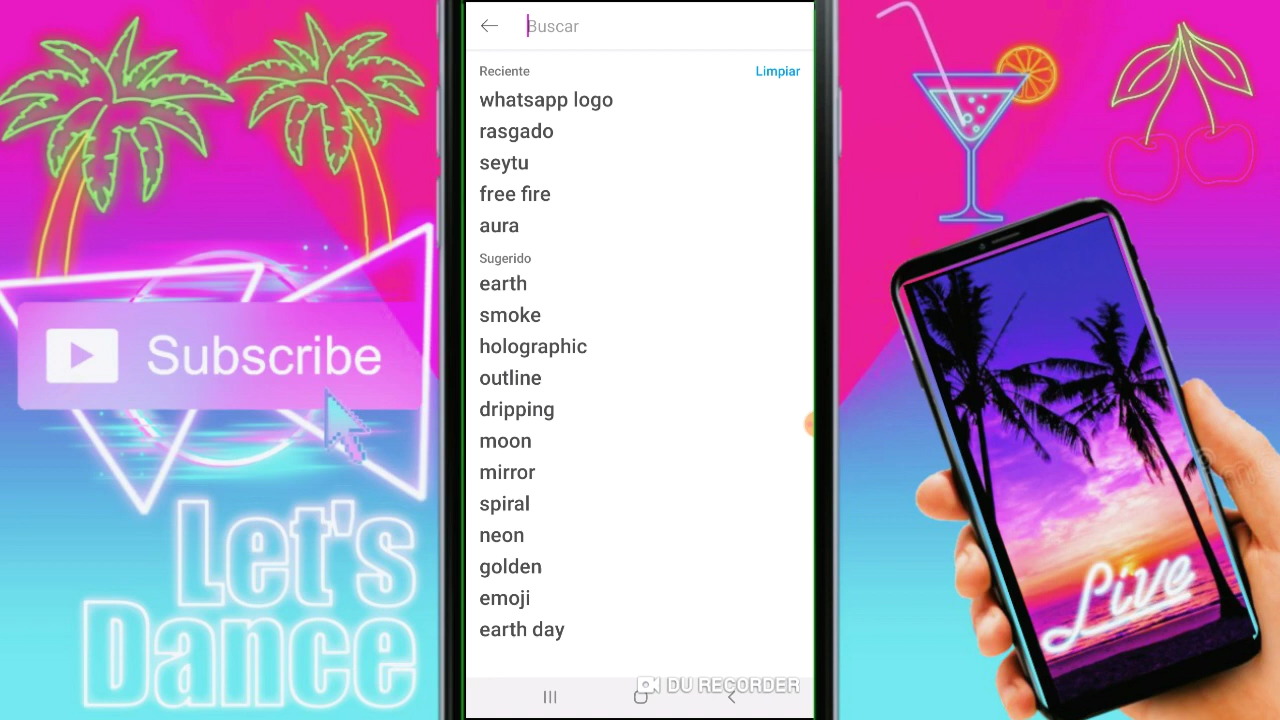 Buscar
Reciente
Limpiar
whatsapp logo
rasgado
seytu
free fire
aura
Sugerido
earth
smoke
holographic
outline
dripping
moon
mirror
spiral
neon
golden
emoji
earth day
DU RECORDER
Subscribe
Let's
Dance
Live